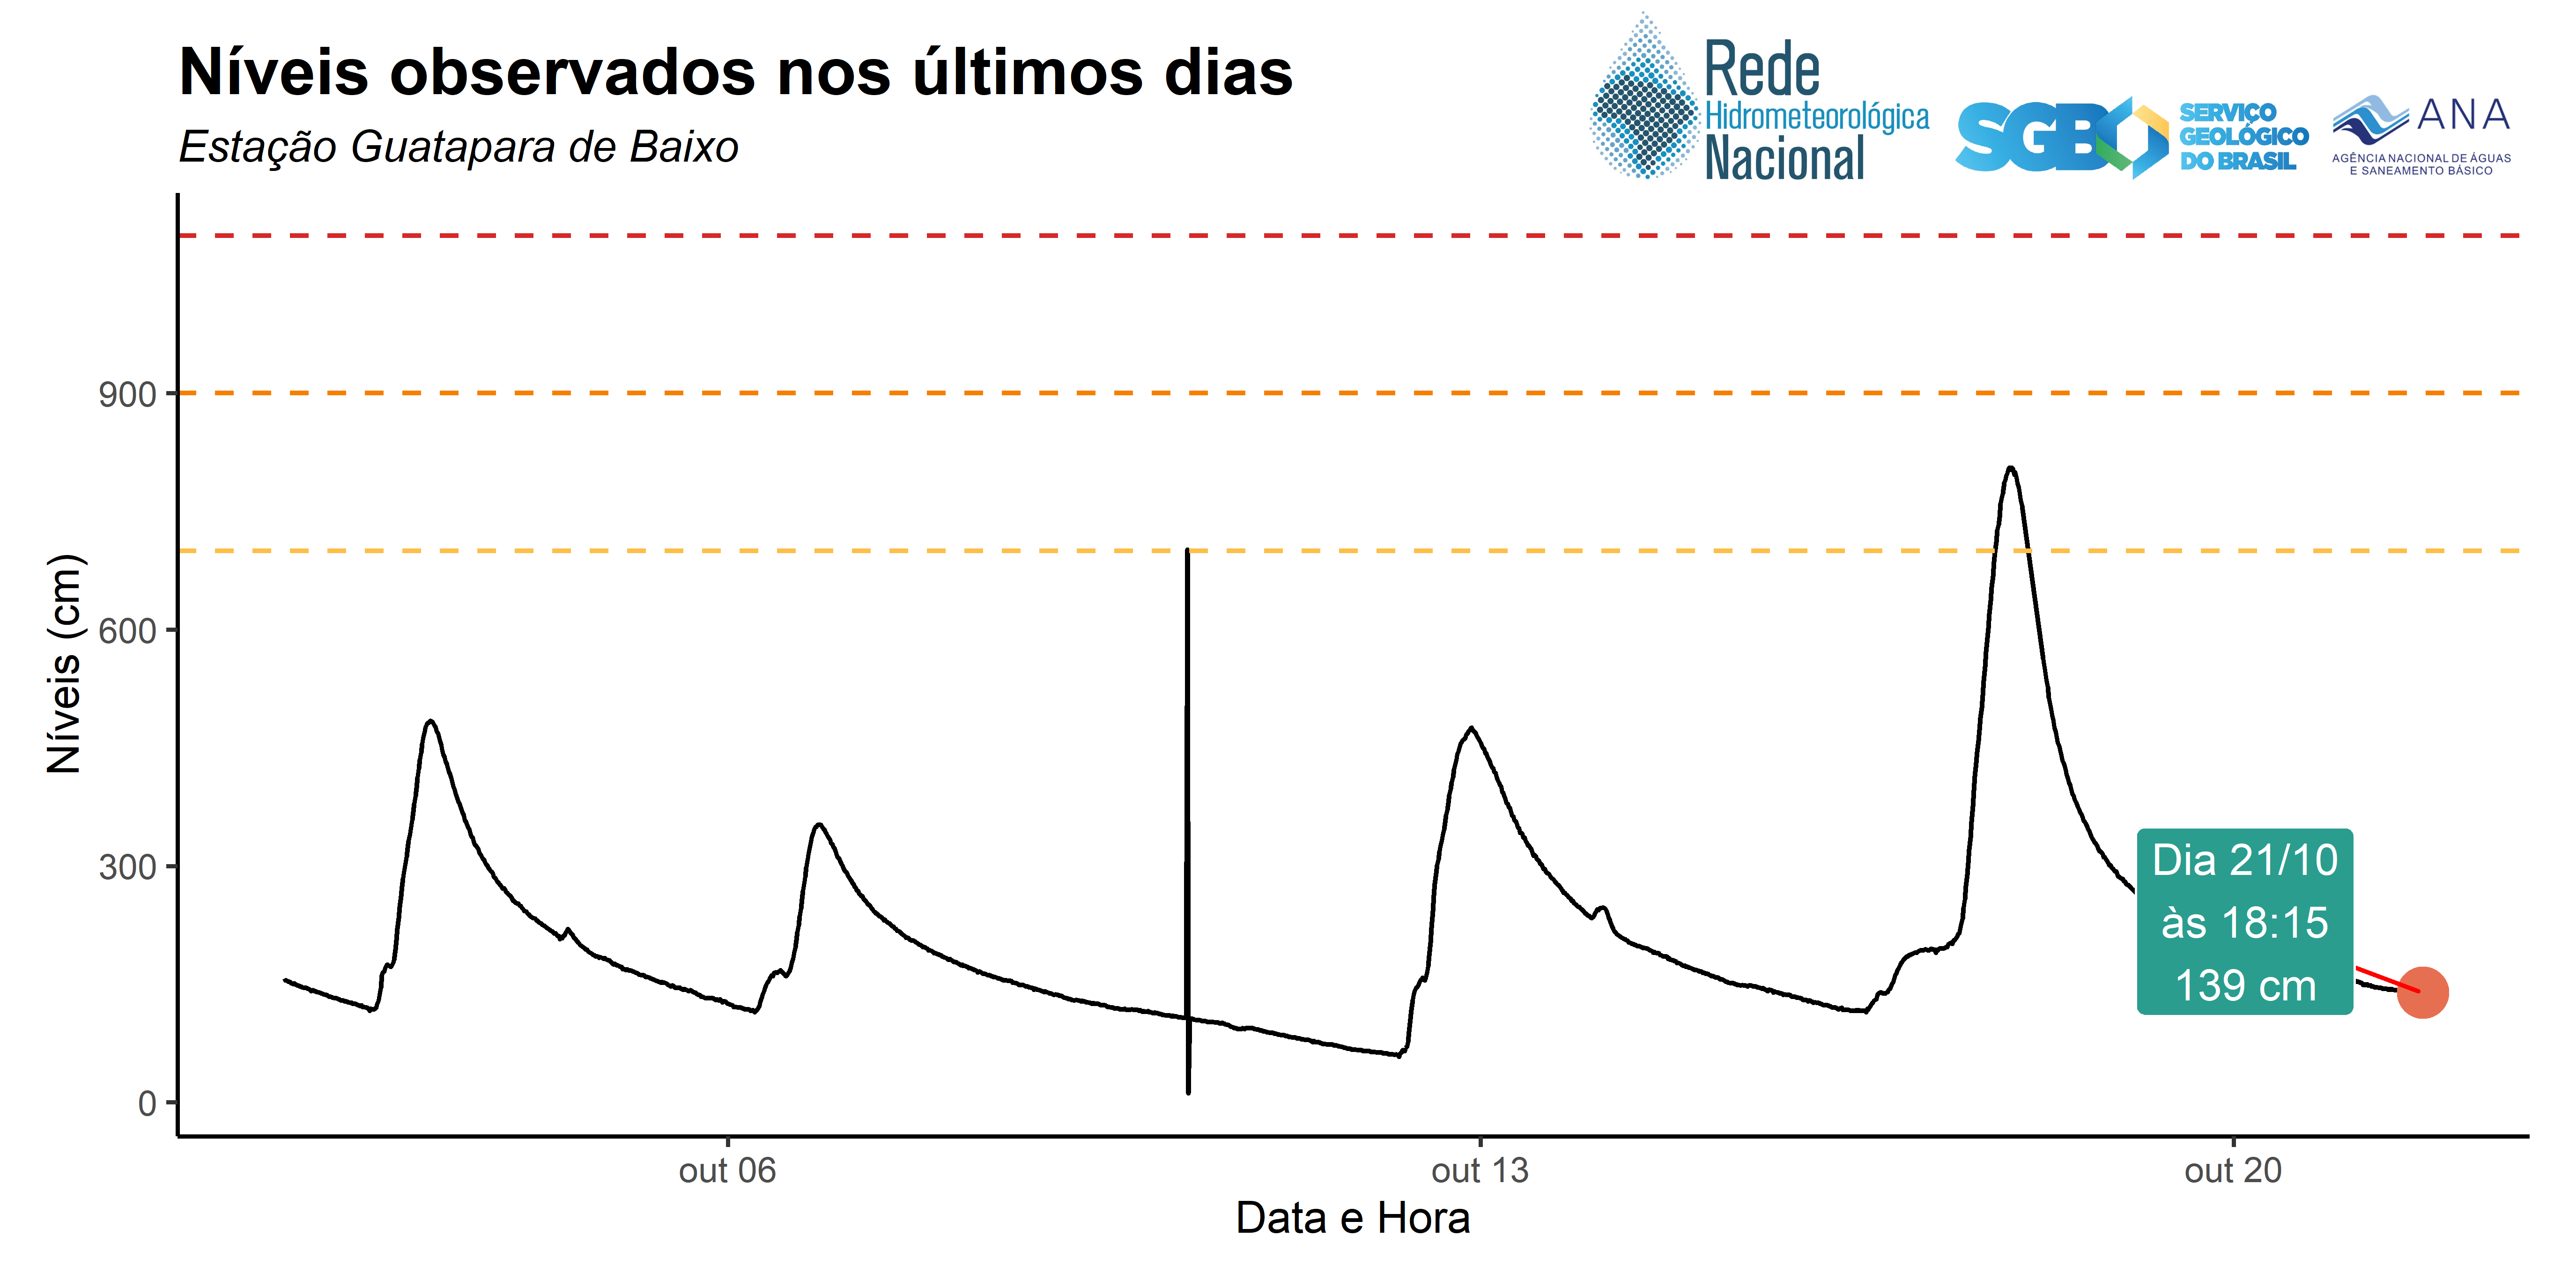 Níveis observados nos últimos dias
Estação Guatapara de Baixo
Rede
Hidrometeorológica
Nacional
SGB
SERVIÇO
GEOLÓGICO
DO BRASIL
ANA
AGÊNCIA NACIONAL DE ÁGUAS
E SANEAMENTO BÁSICO
Níveis (cm)
900
600
300
0
Dia 21/10
às 18:15
139 cm
out 06
out 13
out 20
Data e Hora